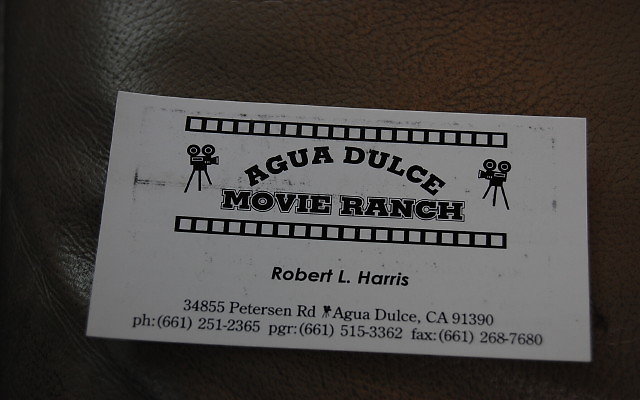 AGUA DULCE
MOVIE RANCH
Robert L. Harris
34855 Petersen Rd Agua Dulce, CA 91390
ph:(661) 251-2365 pgr:(661) 515-3362 fax:(661) 268-7680